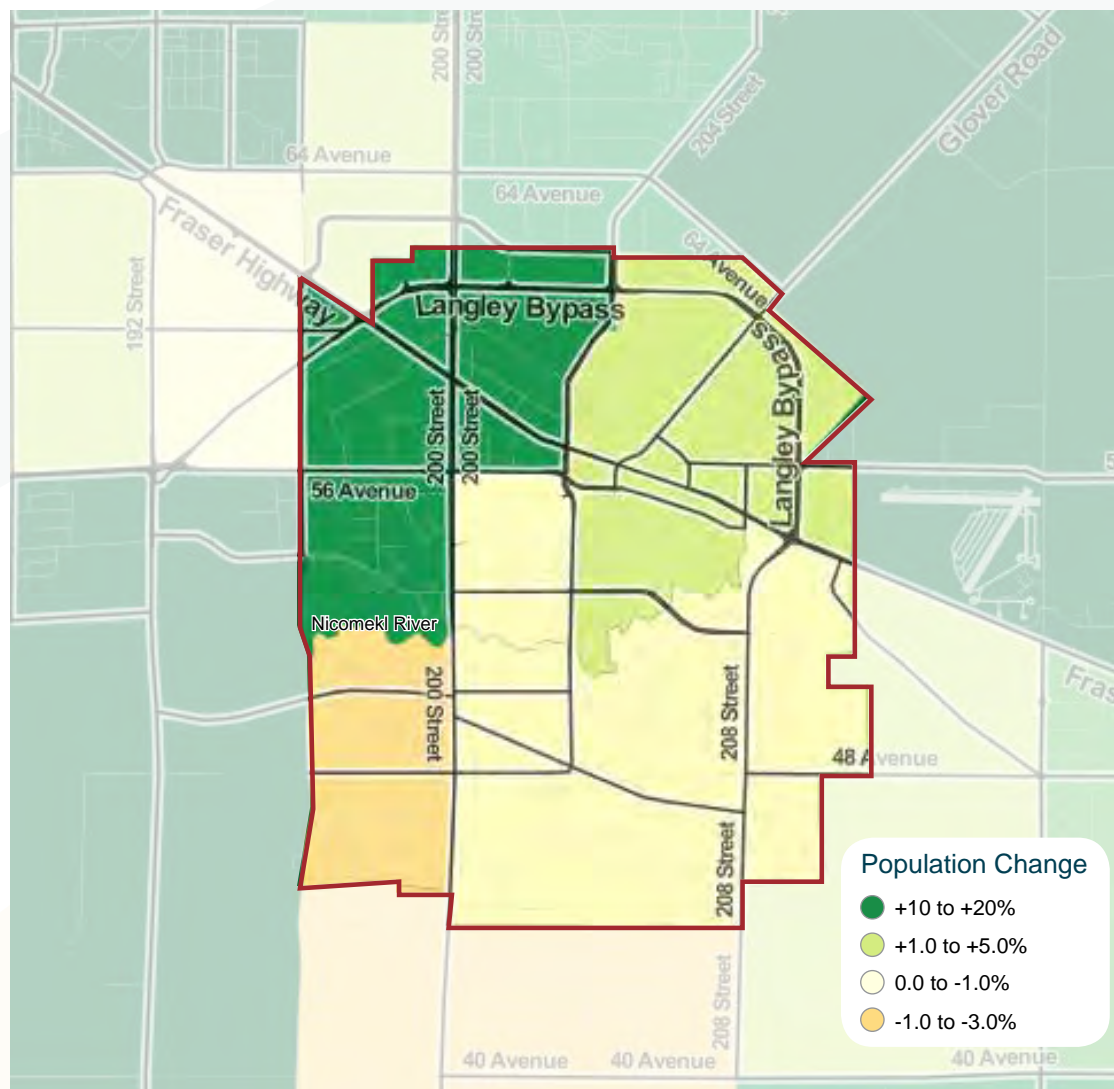 200 Street
200 Street
204 Street
Glover Road
64 Avenue
64 Avenue
Fraser Highway
64 Avenue
192 Street
Langley Bypass
Langley Bypass
200 Street
200 Street
56 Avenue
Nicomekl River
200 Street
208 Street
48 Avenue
208 Street
208 Street
40 Avenue
40 Avenue
40 Avenue
Population Change
+10 to +20%
+1.0 to +5.0%
0.0 to -1.0%
-1.0 to -3.0%